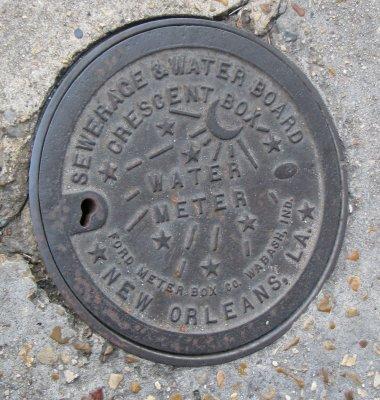 SEWERAGE & WATER BOARD
CRESCENT BOX
WATER
METER
FORD METER BOX CO. WABASH, IND.
NEW ORLEANS, LA.